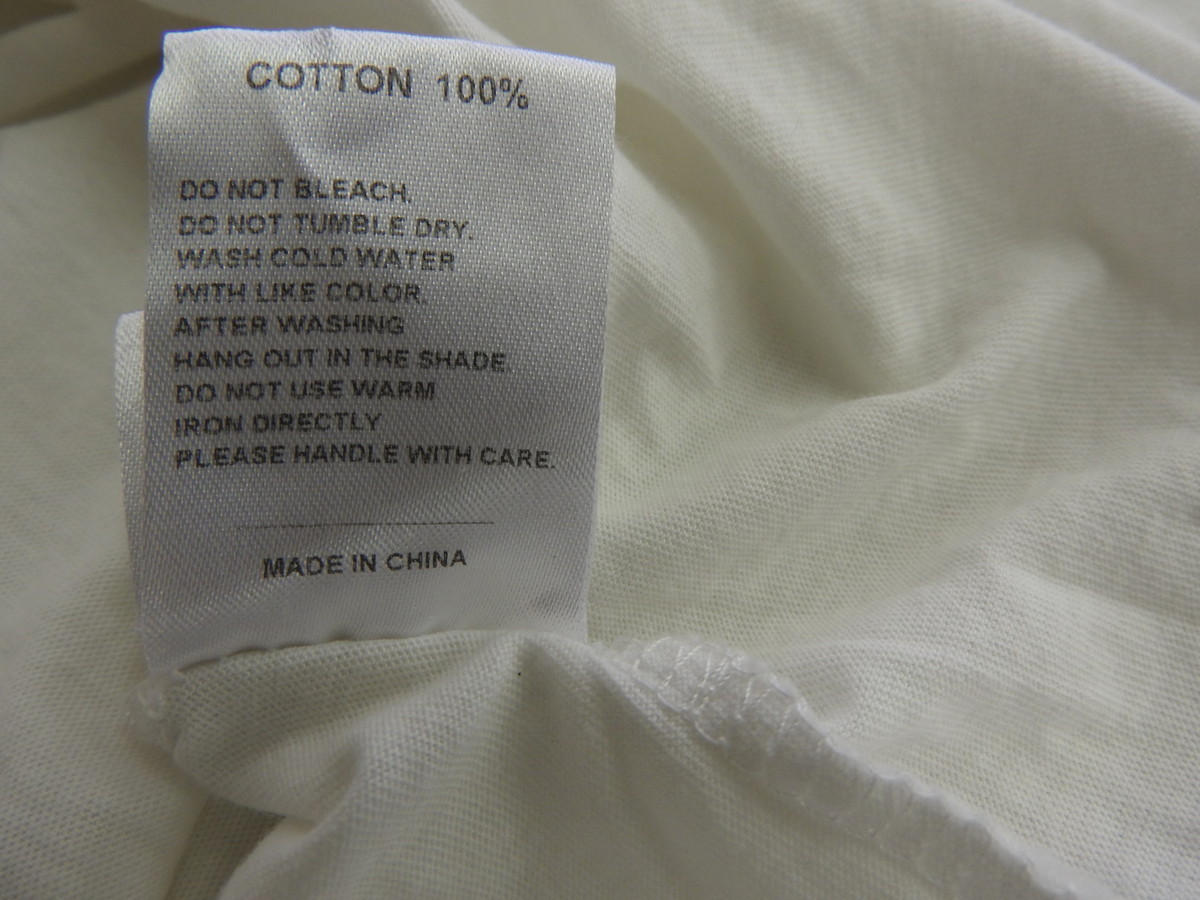 COTTON 100%
DO NOT BLEACH.
DO NOT TUMBLE DRY.
WASH COLD WATER
WITH LIKE COLOR.
AFTER WASHING
HANG OUT IN THE SHADE.
DO NOT USE WARM
IRON DIRECTLY
PLEASE HANDLE WITH CARE.
MADE IN CHINA